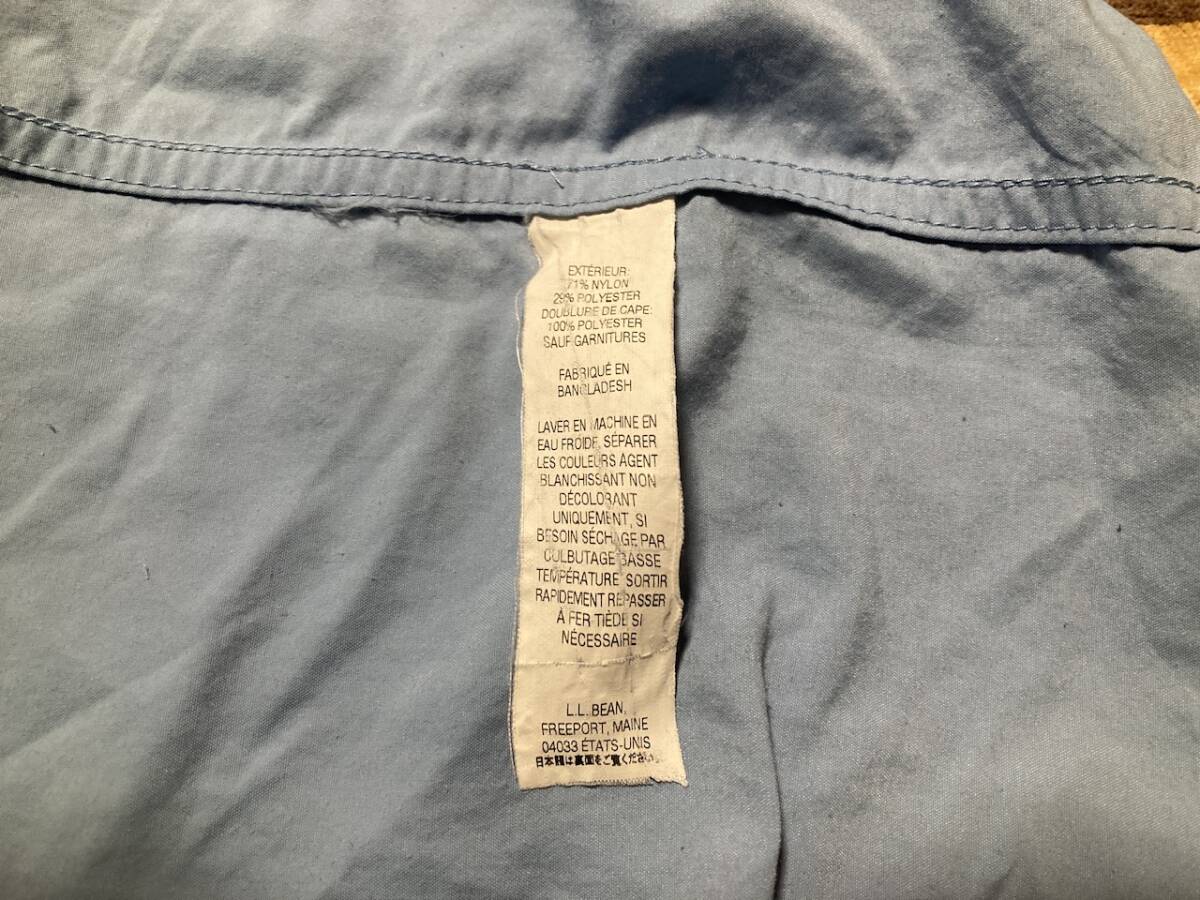 EXTÉRIEUR:
71% NYLON
29% POLYESTER
DOUBLURE DE CAPE:
100% POLYESTER
SAUF GARNITURES
FABRIQUÉ EN
BANGLADESH
LAVER EN MACHINE EN
EAU FROIDE, SÉPARER
LES COULEURS AGENT
BLANCHISSANT NON
DÉCOLORANT
UNIQUEMENT, SI
BESOIN SÉCHAGE PAR
CULBUTAGE BASSE
TEMPÉRATURE SORTIR
RAPIDEMENT REPASSER
À FER TIÈDE SI
NÉCESSAIRE
L.L. BEAN,
FREEPORT, MAINE
04033 ÉTATS-UNIS
日本語は裏面をご覧ください。